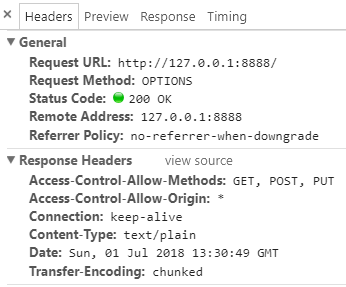 × Headers Preview Response Timing
▼ General
Request URL: http://127.0.0.1:8888/
Request Method: OPTIONS
Status Code: 200 OK
Remote Address: 127.0.0.1:8888
Referrer Policy: no-referrer-when-downgrade
▼ Response Headers view source
Access-Control-Allow-Methods: GET, POST, PUT
Access-Control-Allow-Origin: *
Connection: keep-alive
Content-Type: text/plain
Date: Sun, 01 Jul 2018 13:30:49 GMT
Transfer-Encoding: chunked